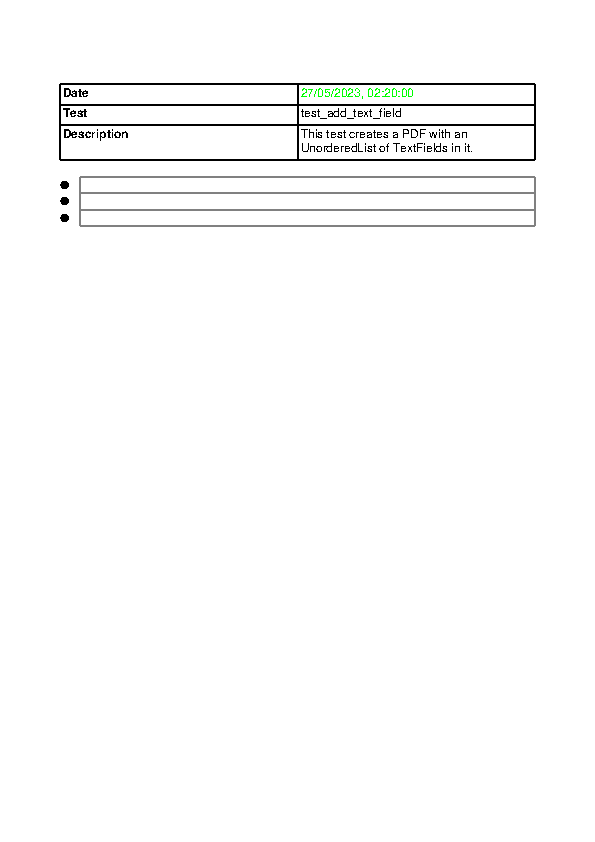 Date 27/05/2023, 02:20:00
Test test_add_text_field
Description This test creates a PDF with an
UnorderedList of TextFields in it.
●
●
●